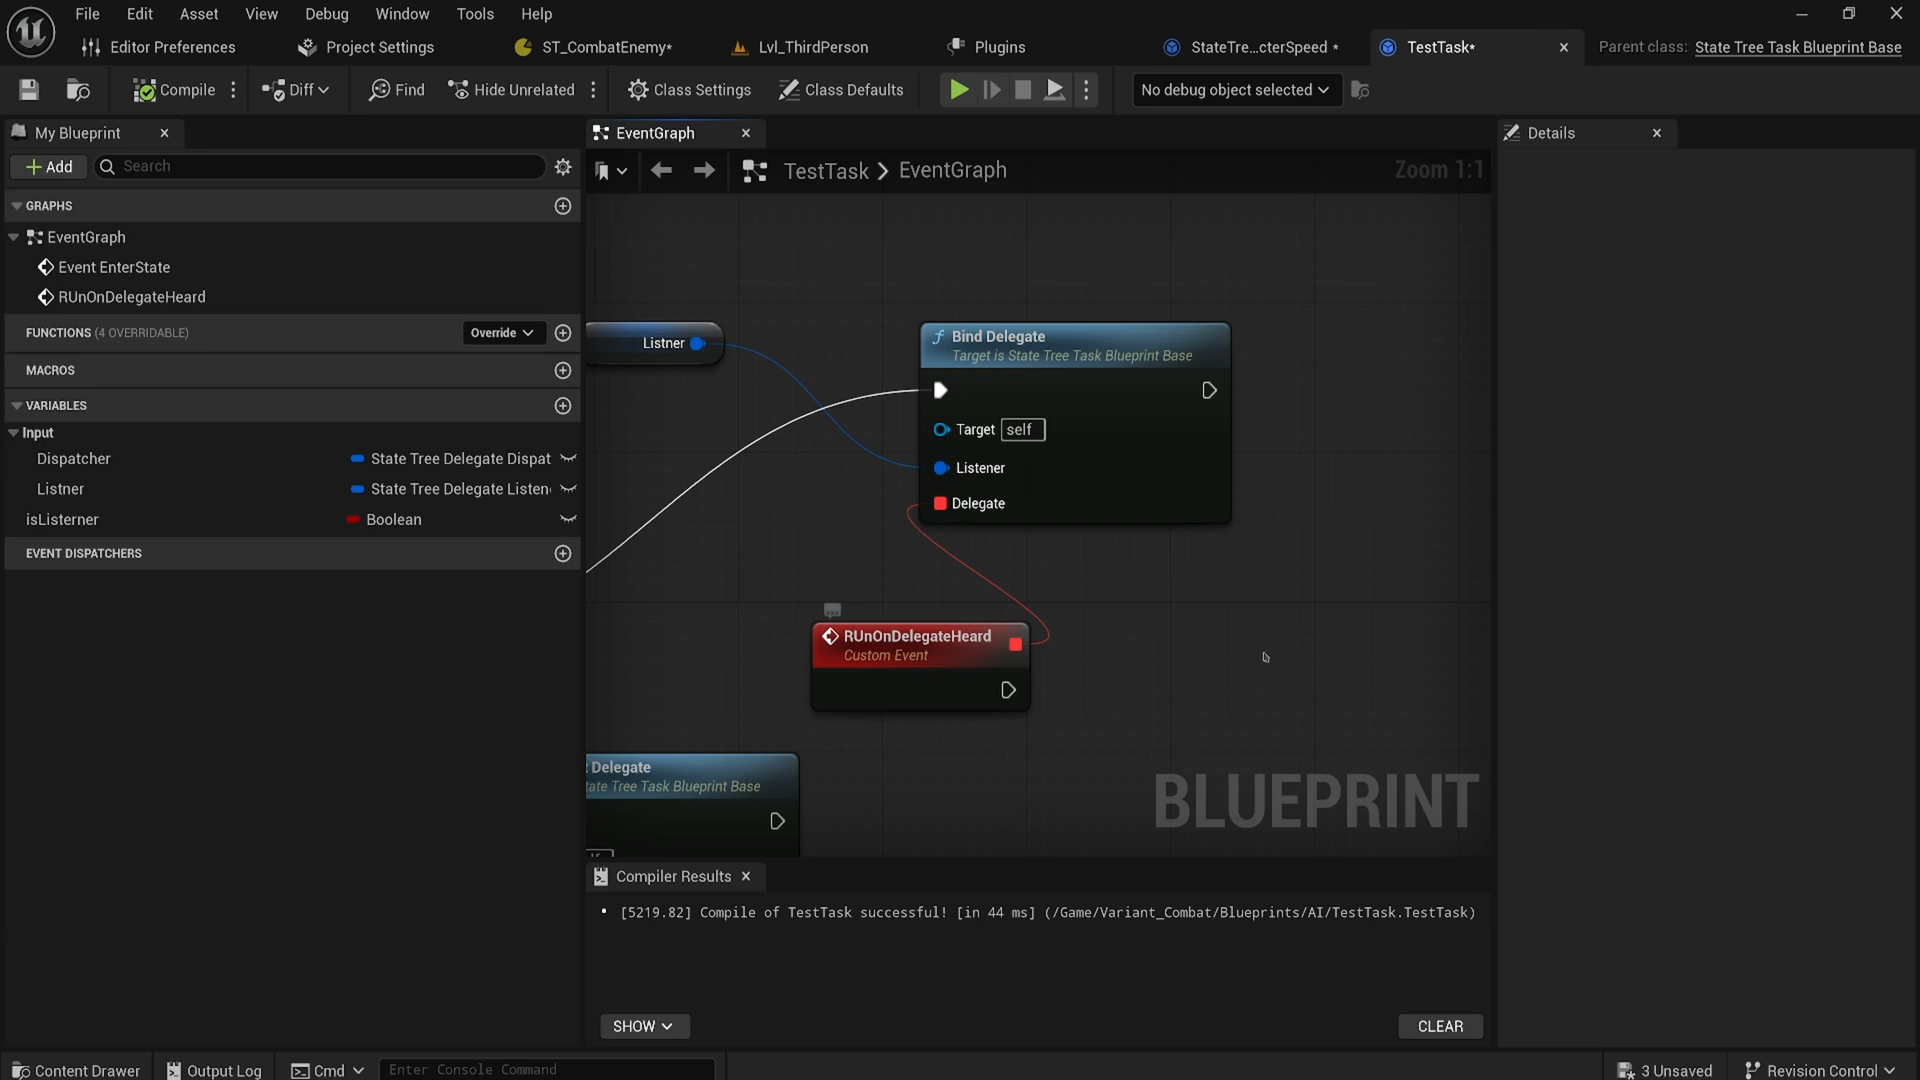 File Edit Asset View Debug Window Tools Help
Editor Preferences Project Settings ST_CombatEnemy* Lvl_ThirdPerson Plugins StateTre...cterSpeed * TestTask* Parent class: State Tree Task Blueprint Base
Compile Diff Find Hide Unrelated Class Settings Class Defaults No debug object selected
My Blueprint EventGraph Details
Add Search TestTask > EventGraph Zoom 1:1
GRAPHS
EventGraph
Event EnterState
RUnOnDelegateHeard
FUNCTIONS (4 OVERRIDABLE) Override
MACROS
VARIABLES
Input
Dispatcher State Tree Delegate Dispat
Listner State Tree Delegate Listen
isListerner Boolean
EVENT DISPATCHERS
Listner
Bind Delegate
Target is State Tree Task Blueprint Base
Target self
Listener
Delegate
RUnOnDelegateHeard
Custom Event
t Delegate
tate Tree Task Blueprint Base
BLUEPRINT
Compiler Results
[5219.82] Compile of TestTask successful! [in 44 ms] (/Game/Variant_Combat/Blueprints/AI/TestTask.TestTask)
SHOW CLEAR
Content Drawer Output Log Cmd Enter Console Command 3 Unsaved Revision Control